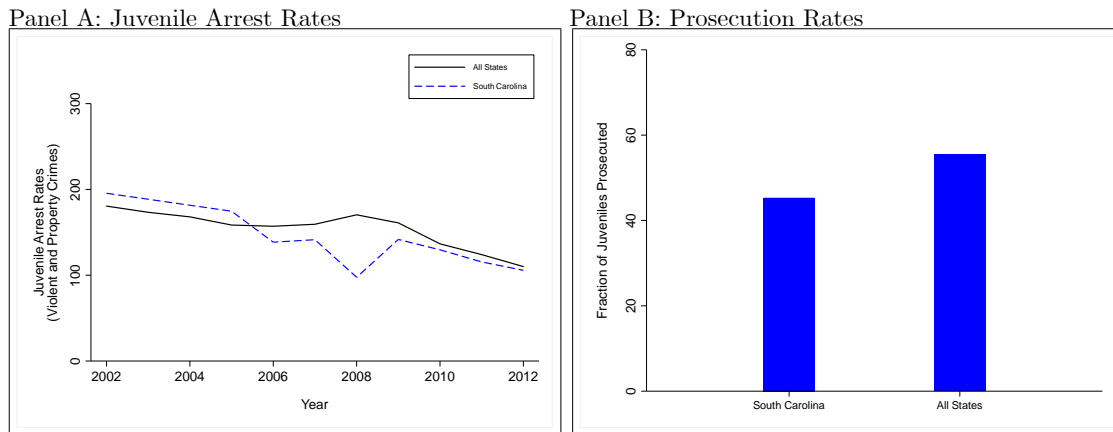 Panel A: Juvenile Arrest Rates
All States
South Carolina
300
200
100
0
Juvenile Arrest Rates
(Violent and Property Crimes)
2002 2004 2006 2008 2010 2012
Year
Panel B: Prosecution Rates
80
60
40
20
0
Fraction of Juveniles Prosecuted
South Carolina All States